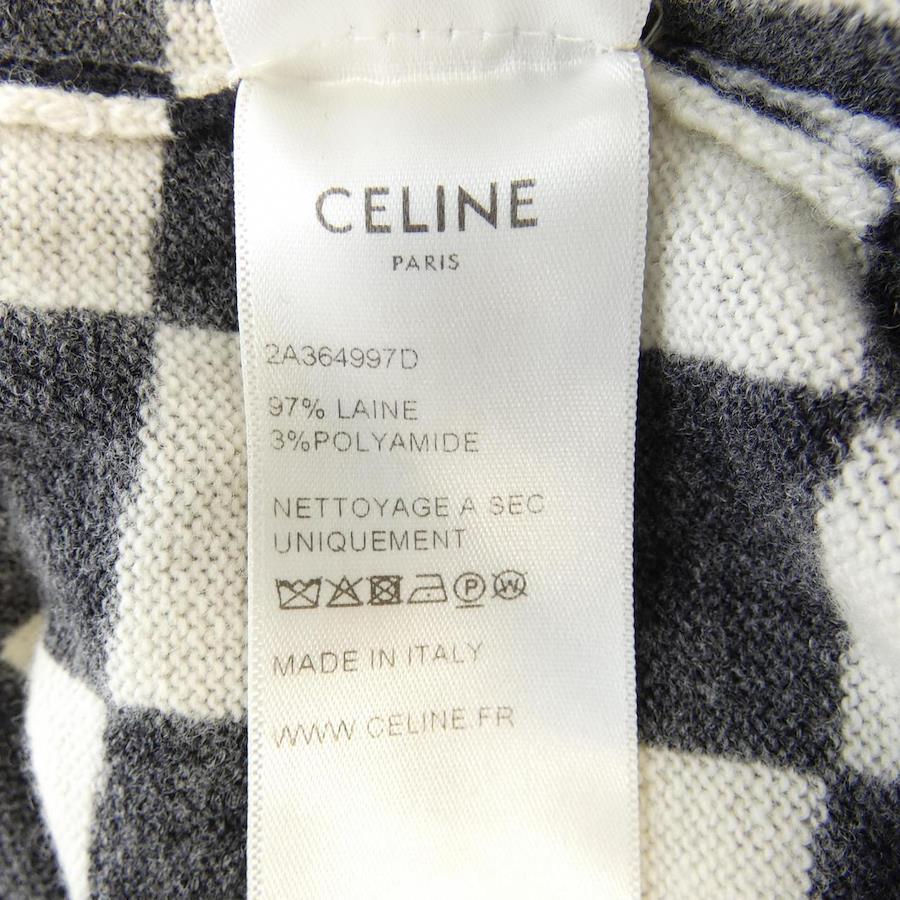 CELINE
PARIS
2A364997D
97% LAINE
3%POLYAMIDE
NETTOYAGE A SEC
UNIQUEMENT
P W
MADE IN ITALY
WWW.CELINE.FR